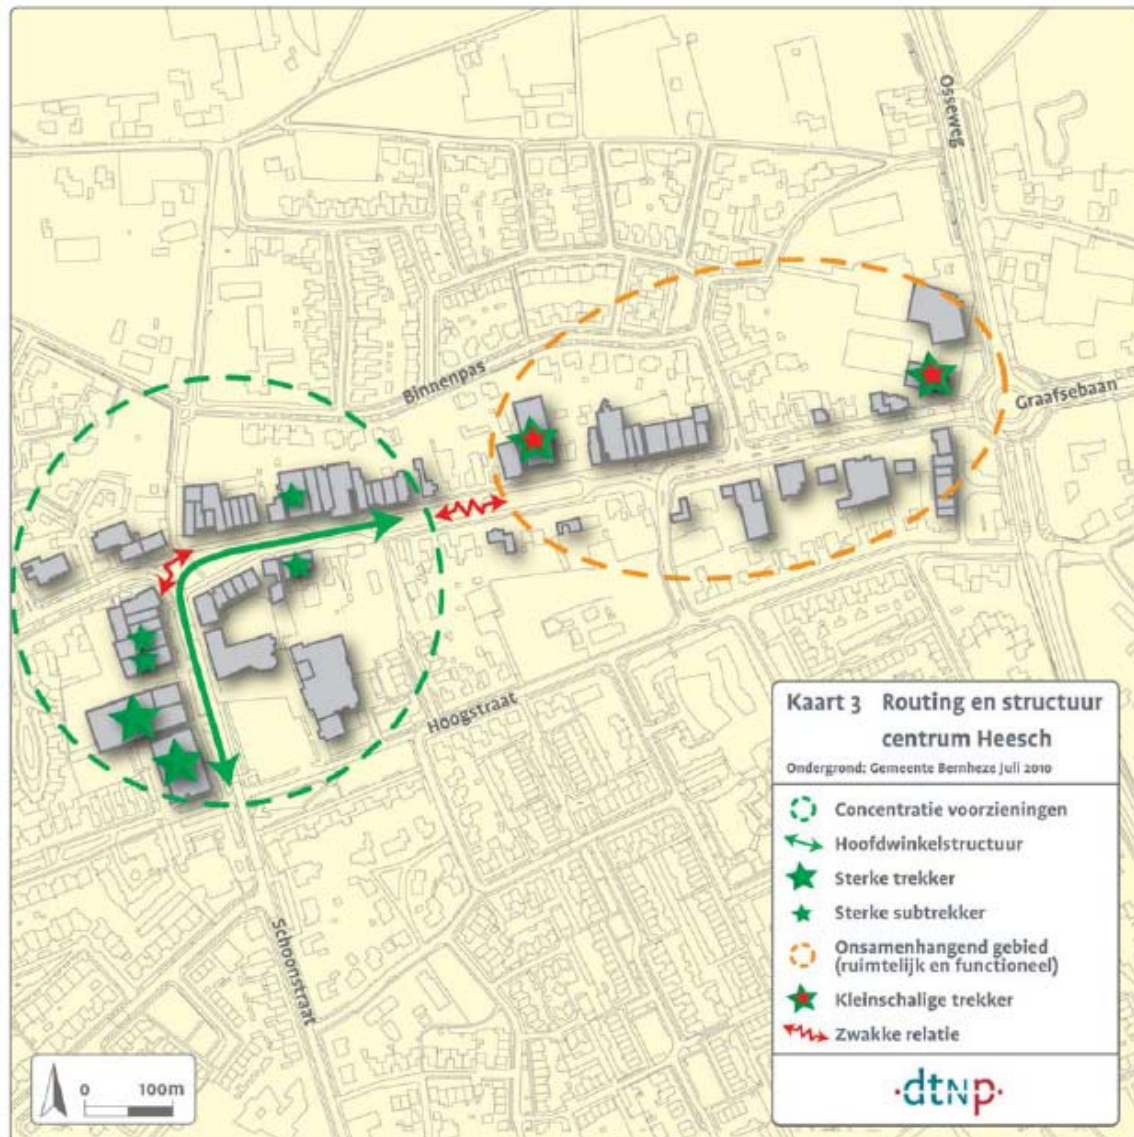 Osseweg
Graafsebaan
Binnenpas
Hoogstraat
Schoonstraat
Kaart 3 Routing en structuur
centrum Heesch
Ondergrond: Gemeente Bernheze Juli 2010
Concentratie voorzieningen
Hoofdwinkelstructuur
Sterke trekker
Sterke subtrekker
Onsamenhangend gebied
(ruimtelijk en functioneel)
Kleinschalige trekker
Zwakke relatie
0 100m
·dtnp·